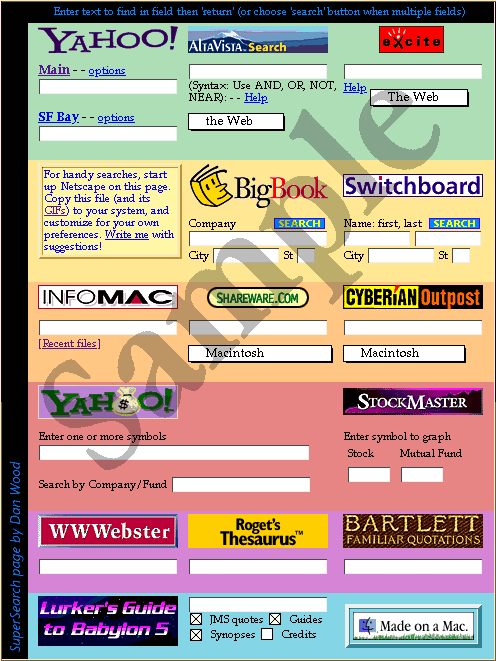 Enter text to find in field then 'return' (or choose 'search' button when multiple fields)
YAHOO!
ALTAVISTA Search
excite
Main - - options
(Syntax: Use AND, OR, NOT,
NEAR): - - Help
Help
The Web
SF Bay - - options
the Web
For handy searches, start
up Netscape on this page.
Copy this file (and its
GIFs) to your system, and
customize for your own
preferences. Write me with
suggestions!
BigBook
Switchboard
Company
SEARCH
Name: first, last
SEARCH
City
St
City
St
INFOMAC
SHAREWARE.COM
CYBERIAN Outpost
[Recent files]
Macintosh
Macintosh
YAHOO!
$
STOCKMASTER
Enter one or more symbols
Enter symbol to graph
Stock
Mutual Fund
Search by Company/Fund
WWWebster
Roget's
Thesaurus™
BARTLETT
FAMILIAR QUOTATIONS
Lurker's Guide
to Babylon 5
JMS quotes
Guides
Synopses
Credits
Made on a Mac.
SuperSearch page by Dan Wood
Sample